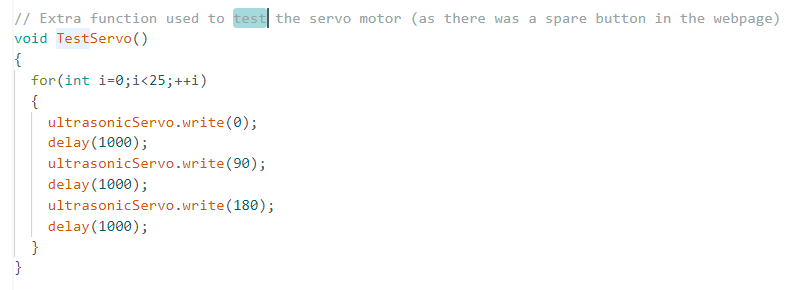 // Extra function used to test the servo motor (as there was a spare button in the webpage)
void TestServo()
{
  for(int i=0;i<25;++i)
  {
    ultrasonicServo.write(0);
    delay(1000);
    ultrasonicServo.write(90);
    delay(1000);
    ultrasonicServo.write(180);
    delay(1000);
  }
}